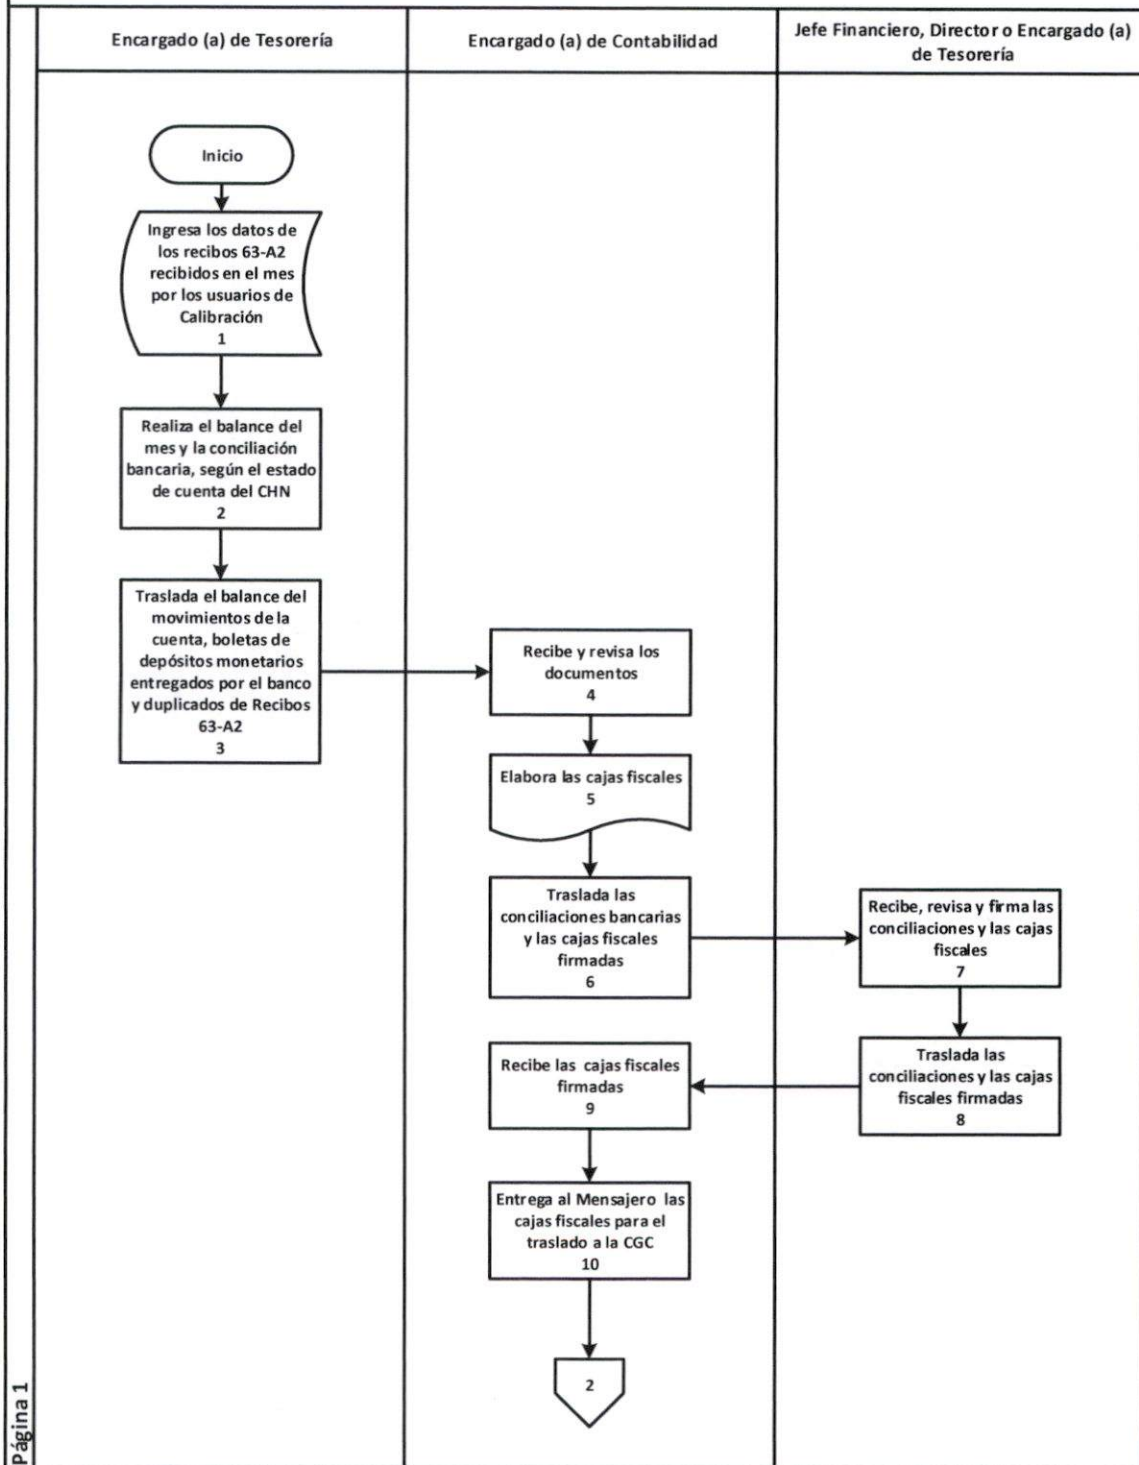 Encargado (a) de Tesorería
Encargado (a) de Contabilidad
Jefe Financiero, Director o Encargado (a)
de Tesorería
Inicio
Ingresa los datos de
los recibos 63-A2
recibidos en el mes
por los usuarios de
Calibración
1
Realiza el balance del
mes y la conciliación
bancaria, según el estado
de cuenta del CHN
2
Traslada el balance del
movimientos de la
cuenta, boletas de
depósitos monetarios
entregados por el banco
y duplicados de Recibos
63-A2
3
Recibe y revisa los
documentos
4
Elabora las cajas fiscales
5
Traslada las
conciliaciones bancarias
y las cajas fiscales
firmadas
6
Recibe, revisa y firma las
conciliaciones y las cajas
fiscales
7
Traslada las
conciliaciones y las cajas
fiscales firmadas
8
Recibe las cajas fiscales
firmadas
9
Entrega al Mensajero las
cajas fiscales para el
traslado a la CGC
10
2
Página 1